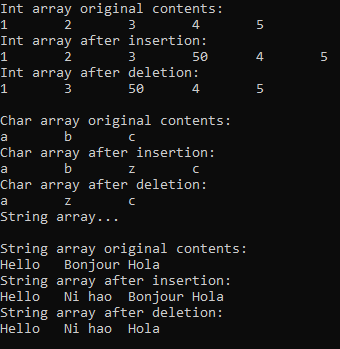 Int array original contents:
1 2 3 4 5
Int array after insertion:
1 2 3 50 4 5
Int array after deletion:
1 3 50 4 5
Char array original contents:
a b c
Char array after insertion:
a b z c
Char array after deletion:
a z c
String array...
String array original contents:
Hello Bonjour Hola
String array after insertion:
Hello Ni hao Bonjour Hola
String array after deletion:
Hello Ni hao Hola